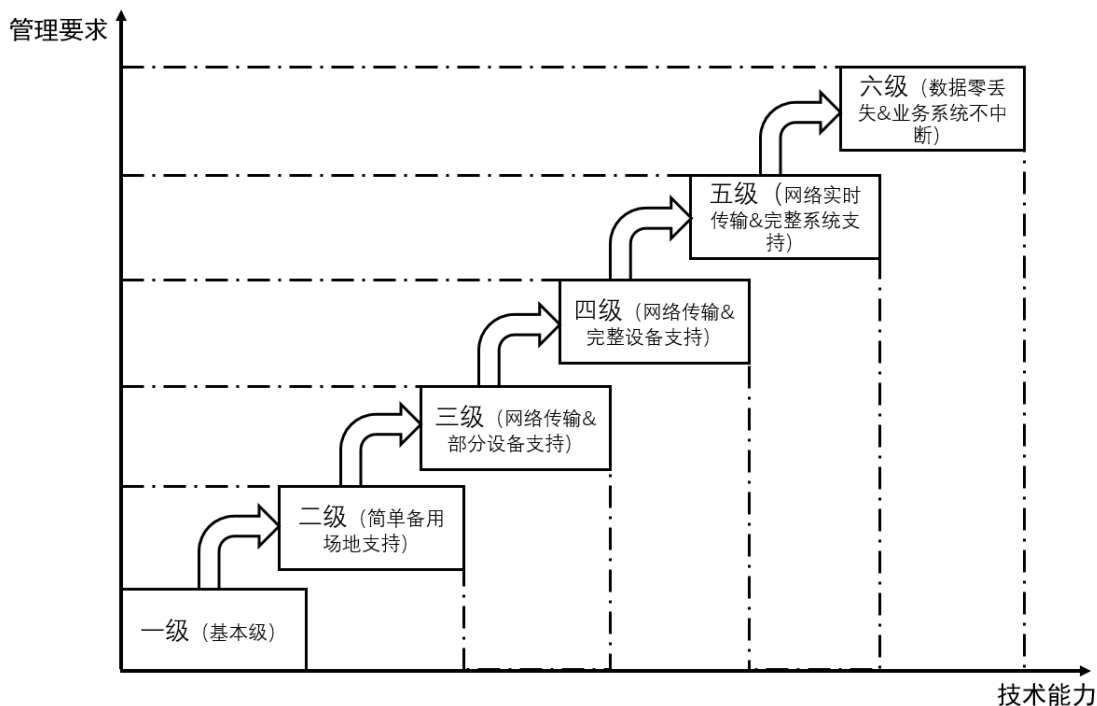 管理要求
六级（数据零丢
失&业务系统不中
断）
五级（网络实时
传输&完整系统支
持）
四级（网络传输&
完整设备支持）
三级（网络传输&
部分设备支持）
二级（简单备用
场地支持）
一级（基本级）
技术能力